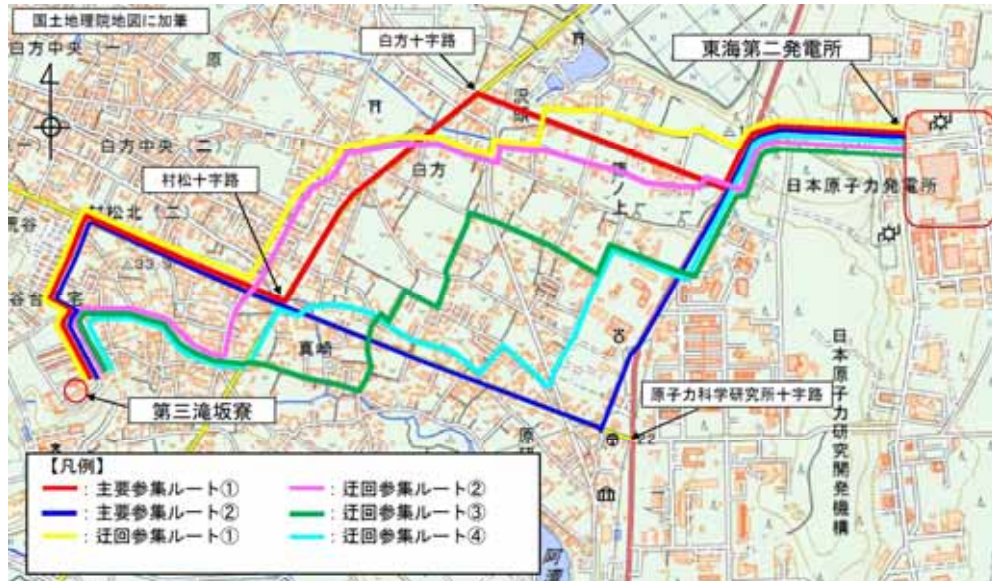 国土地理院地図に加筆
白方十字路
東海第二発電所
白方中央（一）
原
白方中央（二）
白方
村松十字路
日本原子力発電所
村松北（二）
33.
真崎
第三滝坂寮
原子力科学研究所十字路
22
日本原子力研究開発機構
【凡例】
：主要参集ルート①
：迂回参集ルート②
：主要参集ルート②
：迂回参集ルート③
：迂回参集ルート①
：迂回参集ルート④